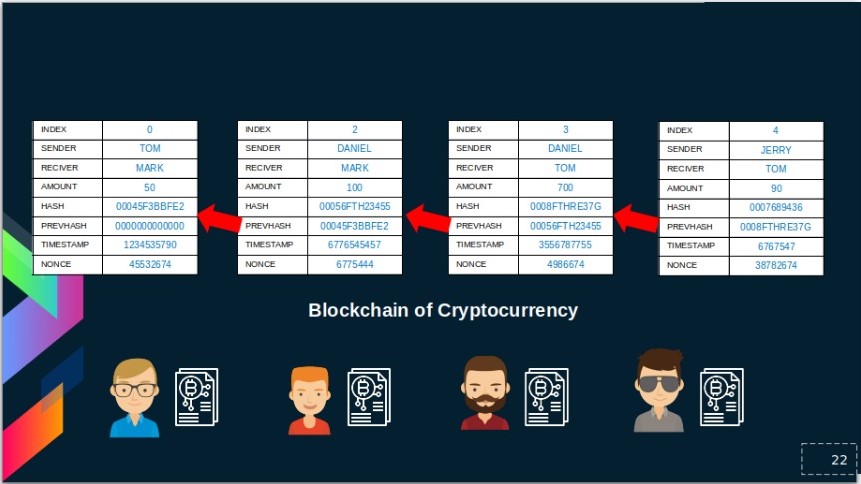 INDEX 0
SENDER TOM
RECIVER MARK
AMOUNT 50
HASH 00045F3BBFE2
PREVHASH 0000000000000
TIMESTAMP 1234535790
NONCE 45532674
INDEX 2
SENDER DANIEL
RECIVER MARK
AMOUNT 100
HASH 00056FTH23455
PREVHASH 00045F3BBFE2
TIMESTAMP 6776545457
NONCE 6775444
INDEX 3
SENDER DANIEL
RECIVER TOM
AMOUNT 700
HASH 0008FTHRE37G
PREVHASH 00056FTH23455
TIMESTAMP 3556787755
NONCE 4986674
INDEX 4
SENDER JERRY
RECIVER TOM
AMOUNT 90
HASH 0007689436
PREVHASH 0008FTHRE37G
TIMESTAMP 6767547
NONCE 38782674
Blockchain of Cryptocurrency
22